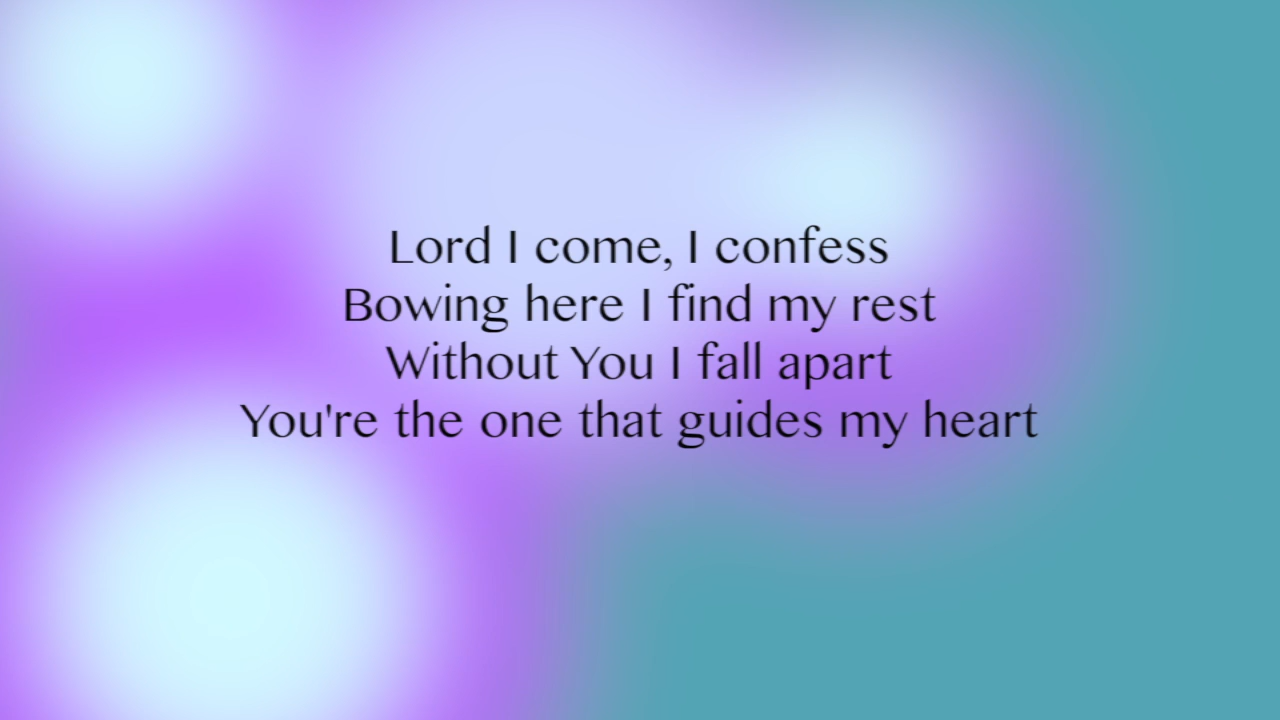 Lord I come, I confess
Bowing here I find my rest
Without You I fall apart
You're the one that guides my heart